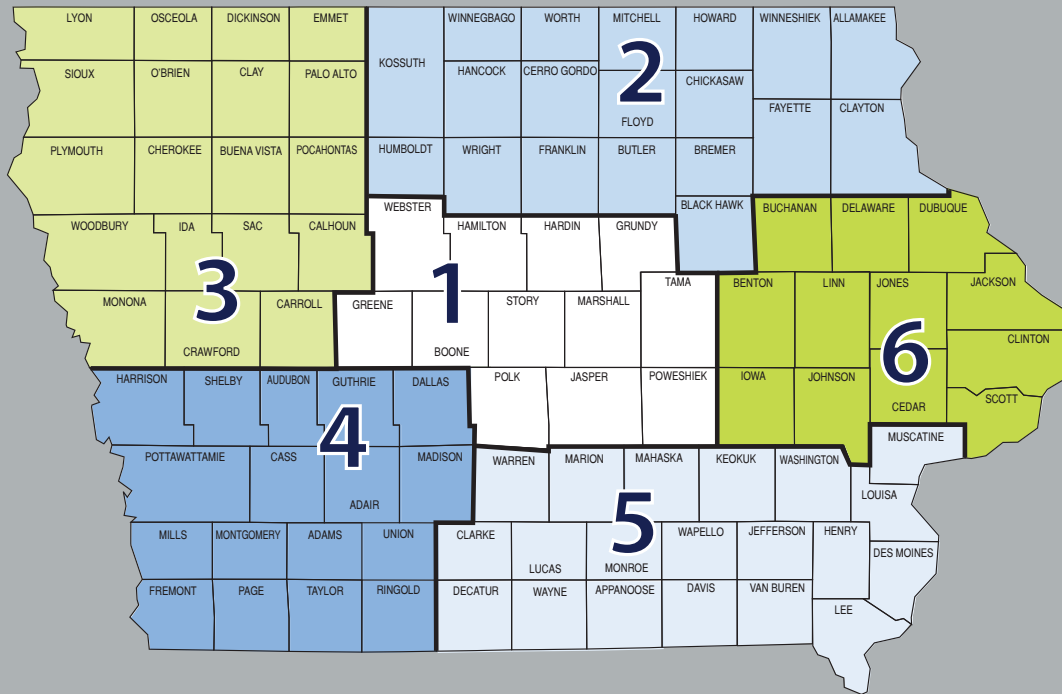 LYON OSCEOLA DICKINSON EMMET WINNEGBAGO WORTH MITCHELL HOWARD WINNESHIEK ALLAMAKEE
KOSSUTH 2
SIOUX O'BRIEN CLAY PALO ALTO HANCOCK CERRO GORDO CHICKASAW
FAYETTE CLAYTON
FLOYD
PLYMOUTH CHEROKEE BUENA VISTA POCAHONTAS HUMBOLDT WRIGHT FRANKLIN BUTLER BREMER
WEBSTER BLACK HAWK BUCHANAN DELAWARE DUBUQUE
WOODBURY IDA SAC CALHOUN HAMILTON HARDIN GRUNDY
TAMA BENTON LINN JONES JACKSON
3 1
MONONA CARROLL GREENE STORY MARSHALL
CLINTON
CRAWFORD BOONE 6
HARRISON SHELBY AUDUBON GUTHRIE DALLAS POLK JASPER POWESHIEK IOWA JOHNSON
CEDAR SCOTT
4 MUSCATINE
POTTAWATTAMIE CASS MADISON WARREN MARION MAHASKA KEOKUK WASHINGTON
LOUISA
ADAIR 5
MILLS MONTGOMERY ADAMS UNION CLARKE WAPELLO JEFFERSON HENRY
DES MOINES
LUCAS MONROE
FREMONT PAGE TAYLOR RINGOLD DECATUR WAYNE APPANOOSE DAVIS VAN BUREN
LEE